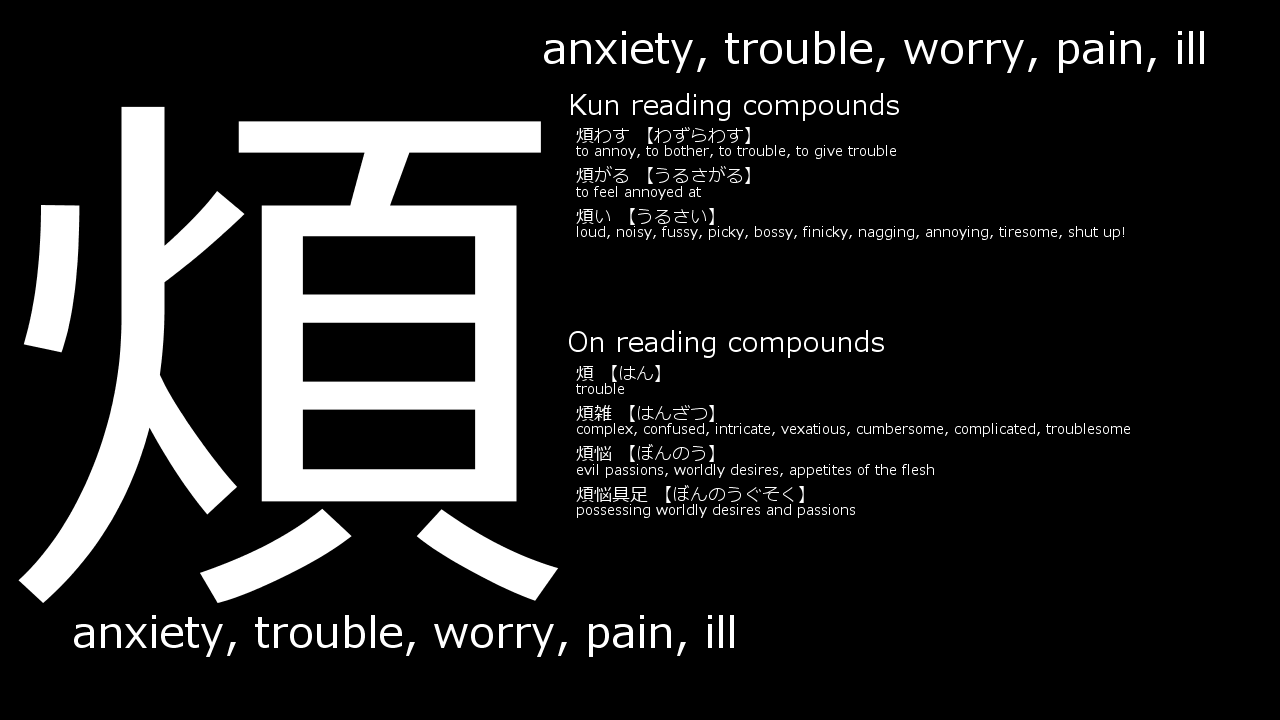 anxiety, trouble, worry, pain, ill
煩
Kun reading compounds
煩わす 【わずらわす】
to annoy, to bother, to trouble, to give trouble
煩がる 【うるさがる】
to feel annoyed at
煩い 【うるさい】
loud, noisy, fussy, picky, bossy, finicky, nagging, annoying, tiresome, shut up!
On reading compounds
煩 【はん】
trouble
煩雑 【はんざつ】
complex, confused, intricate, vexatious, cumbersome, complicated, troublesome
煩悩 【ぼんのう】
evil passions, worldly desires, appetites of the flesh
煩悩具足 【ぼんのうぐそく】
possessing worldly desires and passions
anxiety, trouble, worry, pain, ill